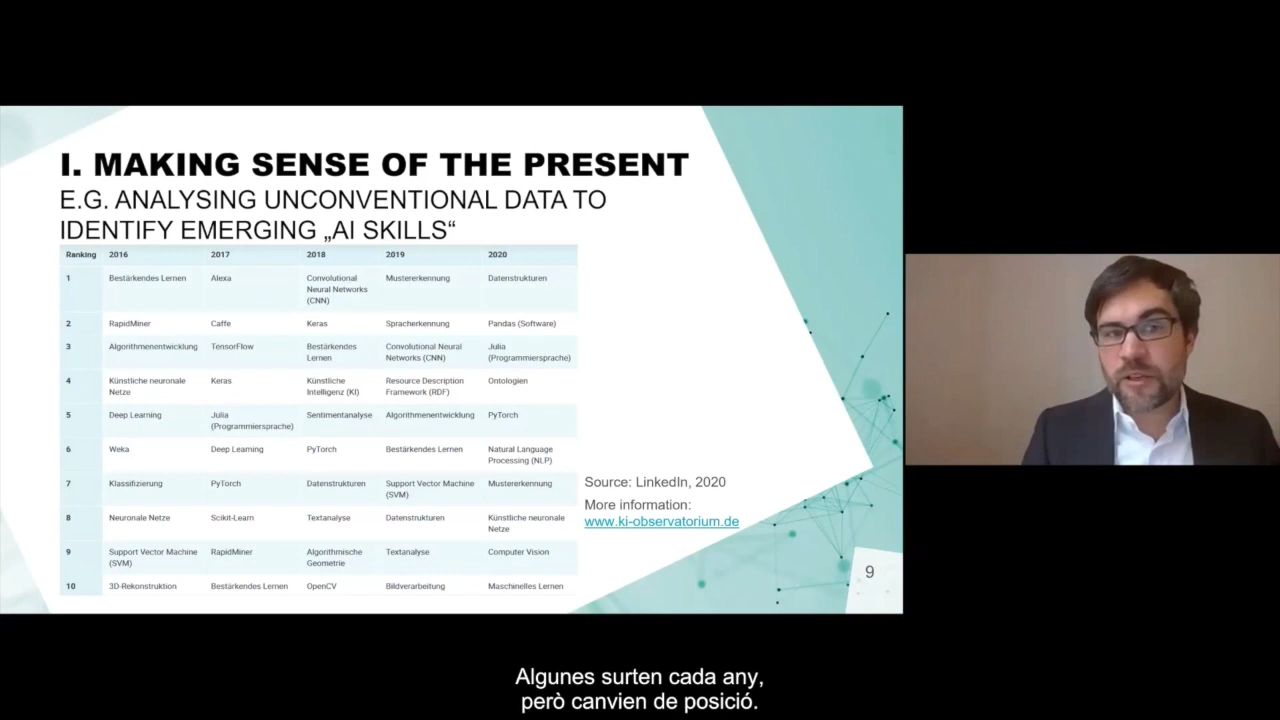 I. MAKING SENSE OF THE PRESENT
E.G. ANALYSING UNCONVENTIONAL DATA TO
IDENTIFY EMERGING „AI SKILLS“
Ranking 2016 2017 2018 2019 2020
1 Bestärkendes Lernen Alexa Convolutional Mustererkennung Datenstrukturen
Neural Networks
(CNN)
2 RapidMiner Caffe Keras Spracherkennung Pandas (Software)
3 Algorithmenentwicklung TensorFlow Bestärkendes Convolutional Neural Julia
Lernen Networks (CNN) (Programmiersprache)
4 Künstliche neuronale Keras Künstliche Resource Description Ontologien
Netze Intelligenz (KI) Framework (RDF)
5 Deep Learning Julia Sentimentanalyse Algorithmenentwicklung PyTorch
(Programmiersprache)
6 Weka Deep Learning PyTorch Bestärkendes Lernen Natural Language
Processing (NLP)
7 Klassifizierung PyTorch Datenstrukturen Support Vector Machine Mustererkennung
(SVM)
8 Neuronale Netze Scikit-Learn Textanalyse Datenstrukturen Künstliche neuronale
Netze
9 Support Vector Machine RapidMiner Algorithmische Textanalyse Computer Vision
(SVM) Geometrie
10 3D-Rekonstruktion Bestärkendes Lernen OpenCV Bildverarbeitung Maschinelles Lernen
Source: LinkedIn, 2020
More information:
www.ki-observatorium.de
9
Algunes surten cada any,
però canvien de posició.